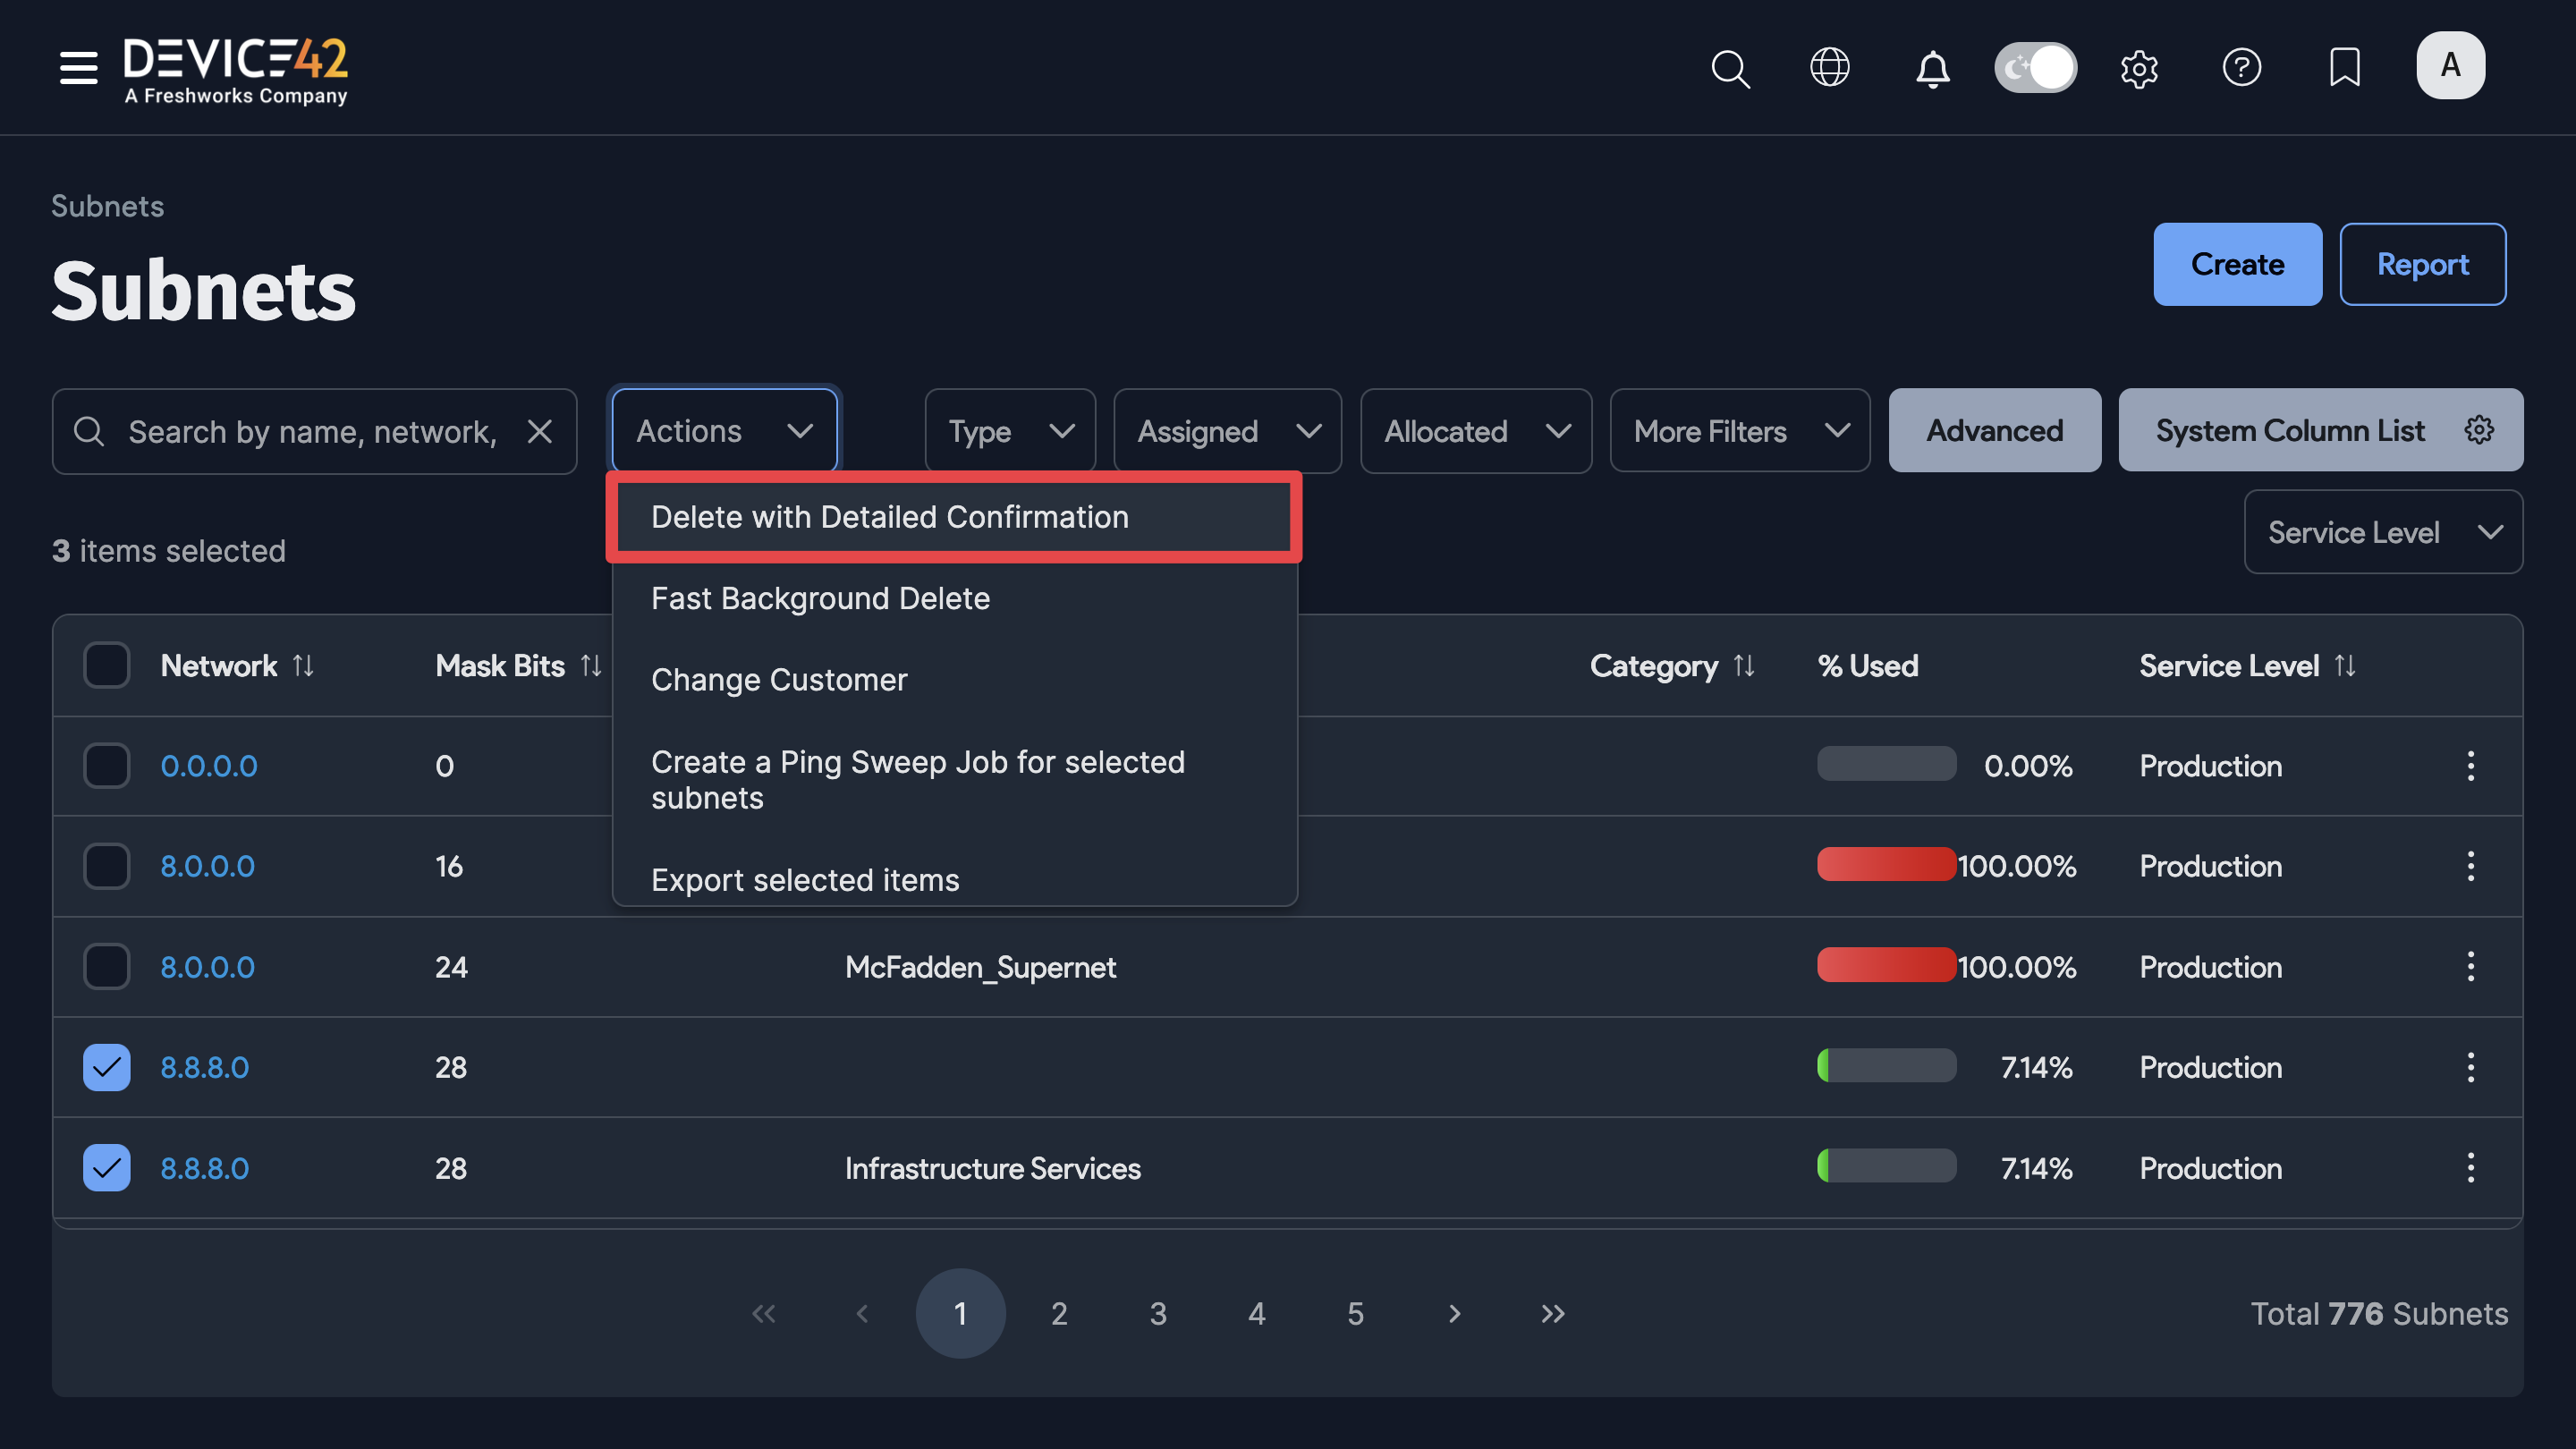 DEVICE42
A Freshworks Company
A
Subnets
Subnets
Create
Report
Search by name, network,
Actions
Type
Assigned
Allocated
More Filters
Advanced
System Column List
Service Level
3 items selected
Delete with Detailed Confirmation
Fast Background Delete
Change Customer
Create a Ping Sweep Job for selected
subnets
Export selected items
Network Mask Bits Category % Used Service Level
0.0.0.0 0 0.00% Production
8.0.0.0 16 100.00% Production
8.0.0.0 24 McFadden_Supernet 100.00% Production
8.8.8.0 28 7.14% Production
8.8.8.0 28 Infrastructure Services 7.14% Production
« ‹ 1 2 3 4 5 › »
Total 776 Subnets